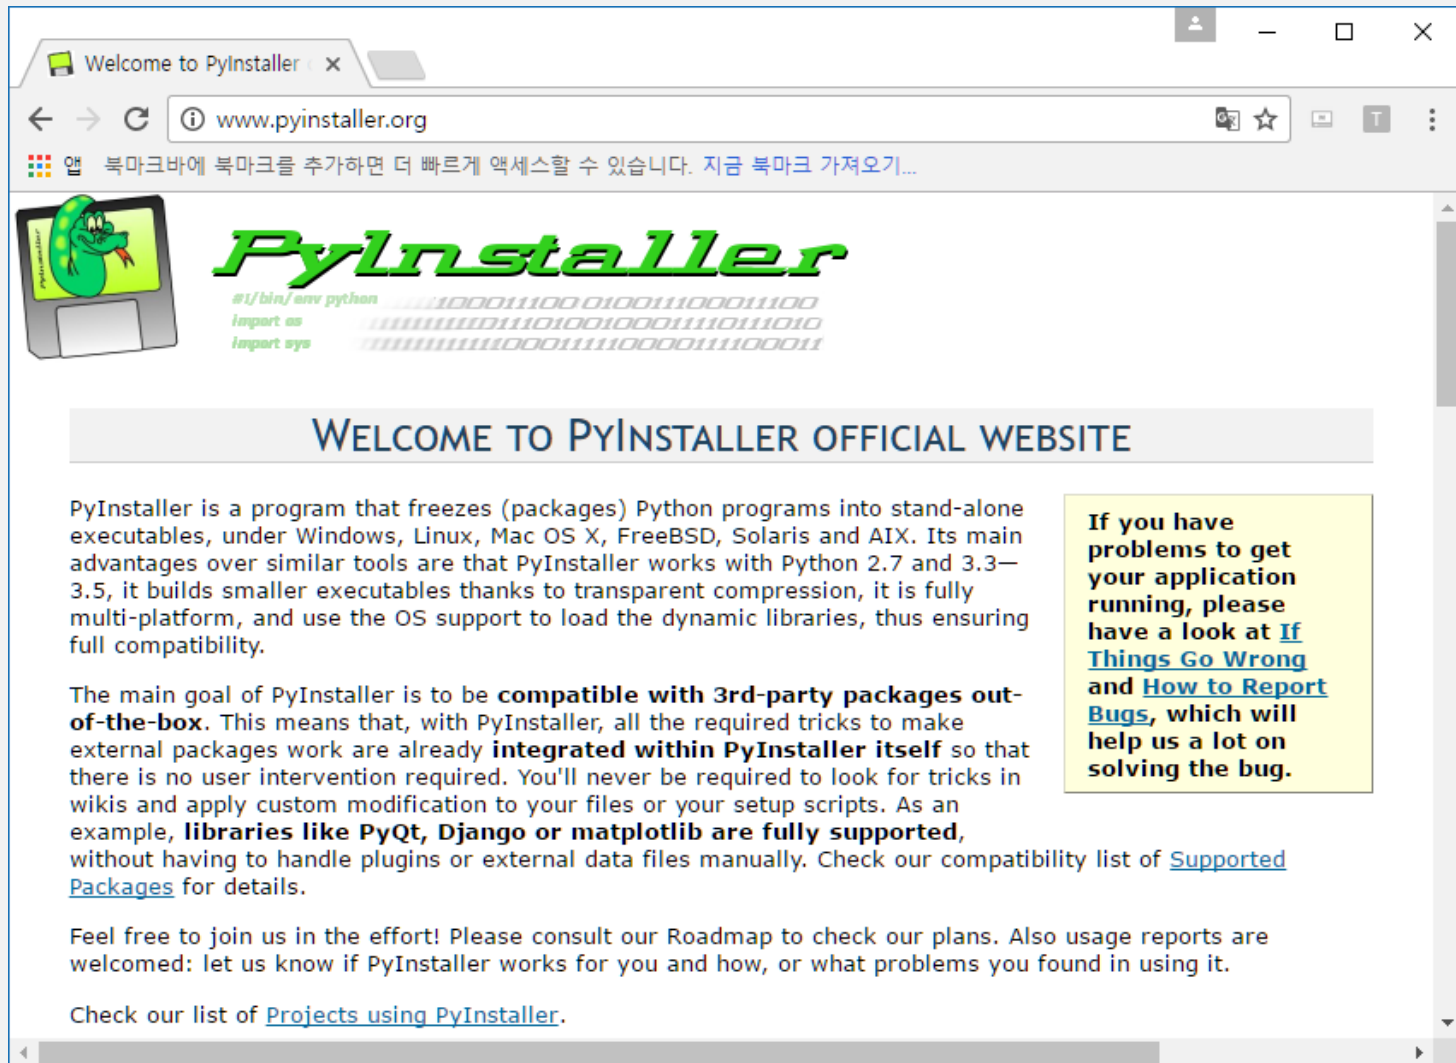 Welcome to PyInstaller
www.pyinstaller.org
앱 북마크바에 북마크를 추가하면 더 빠르게 액세스할 수 있습니다. 지금 북마크 가져오기...
PyInstaller
PyInstaller
#!/bin/env python
import os
import sys
WELCOME TO PYINSTALLER OFFICIAL WEBSITE
PyInstaller is a program that freezes (packages) Python programs into stand-alone
executables, under Windows, Linux, Mac OS X, FreeBSD, Solaris and AIX. Its main
advantages over similar tools are that PyInstaller works with Python 2.7 and 3.3—
3.5, it builds smaller executables thanks to transparent compression, it is fully
multi-platform, and use the OS support to load the dynamic libraries, thus ensuring
full compatibility.
The main goal of PyInstaller is to be compatible with 3rd-party packages out-
of-the-box. This means that, with PyInstaller, all the required tricks to make
external packages work are already integrated within PyInstaller itself so that
there is no user intervention required. You'll never be required to look for tricks in
wikis and apply custom modification to your files or your setup scripts. As an
example, libraries like PyQt, Django or matplotlib are fully supported,
without having to handle plugins or external data files manually. Check our compatibility list of Supported
Packages for details.
Feel free to join us in the effort! Please consult our Roadmap to check our plans. Also usage reports are
welcomed: let us know if PyInstaller works for you and how, or what problems you found in using it.
Check our list of Projects using PyInstaller.
If you have
problems to get
your application
running, please
have a look at If
Things Go Wrong
and How to Report
Bugs, which will
help us a lot on
solving the bug.